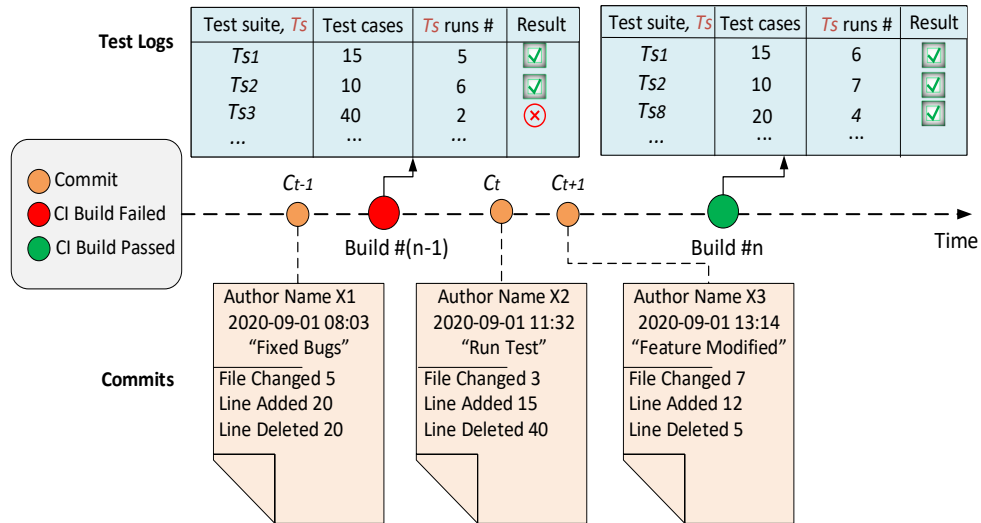 Test Logs
Test suite, Ts Test cases Ts runs # Result
Ts1 15 5
Ts2 10 6
Ts3 40 2
... ... ...
Test suite, Ts Test cases Ts runs # Result
Ts1 15 6
Ts2 10 7
Ts8 20 4
... ... ...
Commit
CI Build Failed
CI Build Passed
Ct-1
Ct
Ct+1
Build #(n-1)
Build #n
Time
Commits
Author Name X1
2020-09-01 08:03
“Fixed Bugs”
File Changed 5
Line Added 20
Line Deleted 20
Author Name X2
2020-09-01 11:32
“Run Test”
File Changed 3
Line Added 15
Line Deleted 40
Author Name X3
2020-09-01 13:14
“Feature Modified”
File Changed 7
Line Added 12
Line Deleted 5